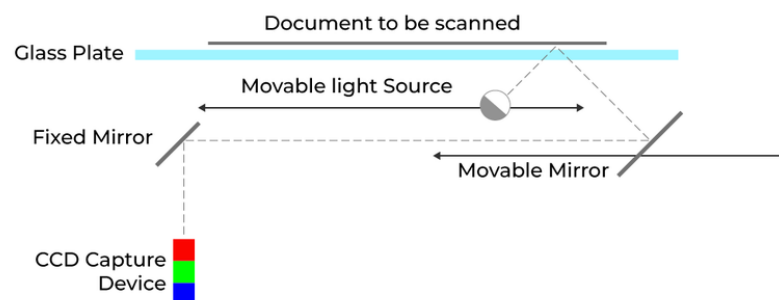 Document to be scanned
Glass Plate
Movable light Source
Fixed Mirror
Movable Mirror
CCD Capture
Device